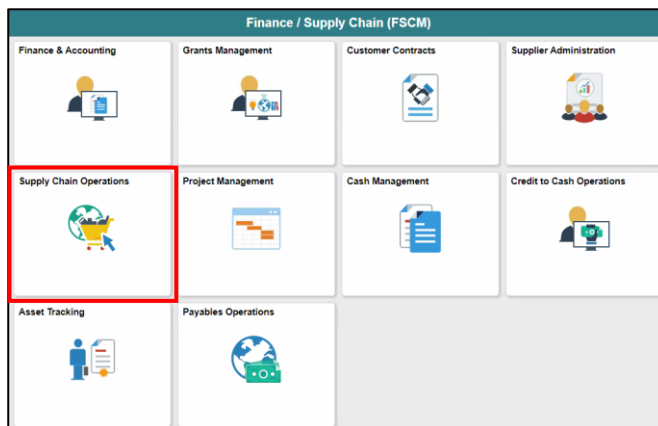 Finance / Supply Chain (FSCM)
Finance & Accounting
Grants Management
Customer Contracts
Supplier Administration
Supply Chain Operations
Project Management
Cash Management
Credit to Cash Operations
Asset Tracking
Payables Operations